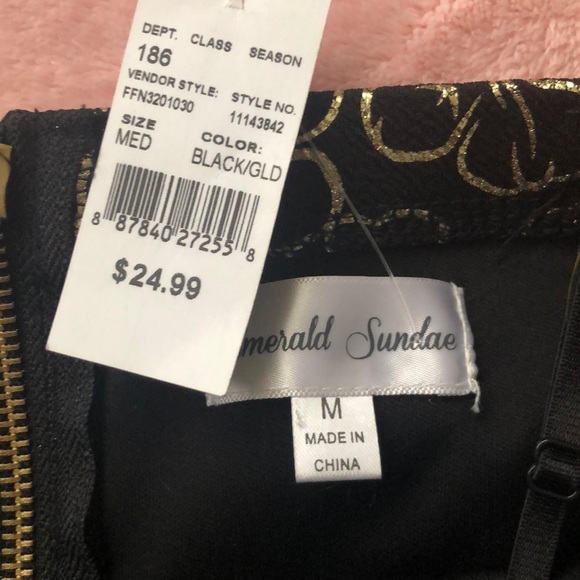 DEPT. CLASS SEASON
186
VENDOR STYLE: STYLE NO.
FFN3201030 11143842
SIZE COLOR:
MED BLACK/GLD
8 87840 27255 8
$24.99
merald Sundae
M
MADE IN
CHINA